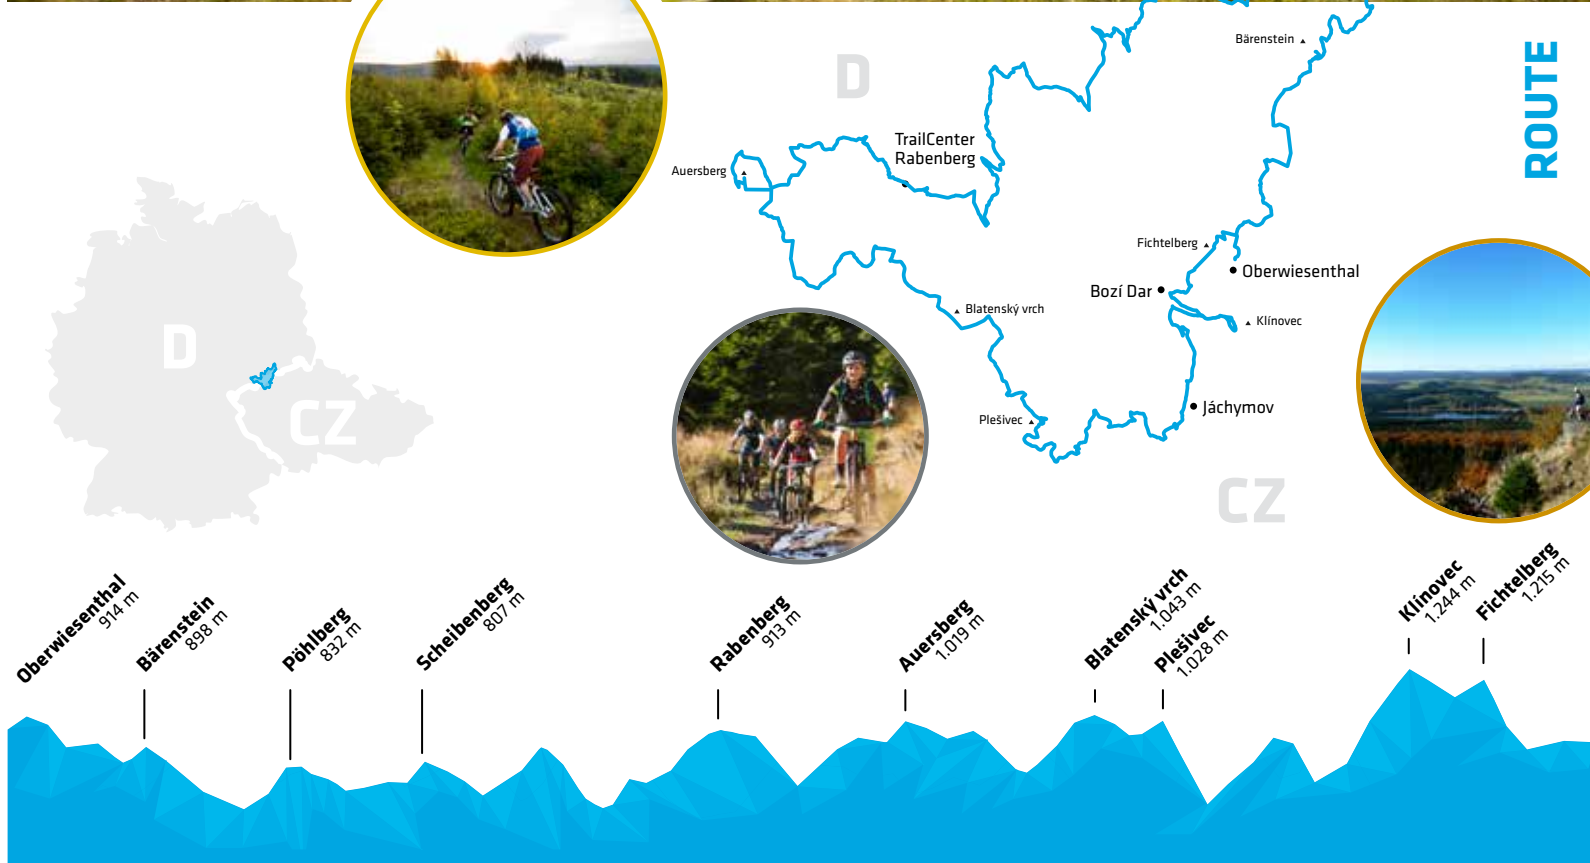 Bärenstein
ROUTE
D
TrailCenter
Rabenberg
Auersberg
Fichtelberg
Oberwiesenthal
Bozí Dar
Blatenský vrch
Klínovec
D
CZ
Jáchymov
Plešivec
CZ
Oberwiesenthal
914 m
Bärenstein
898 m
Pöhlberg
832 m
Scheibenberg
807 m
Rabenberg
913 m
Auersberg
1.019 m
Blatenský vrch
1.043 m
Plešivec
1.028 m
Klínovec
1.244 m
Fichtelberg
1.215 m